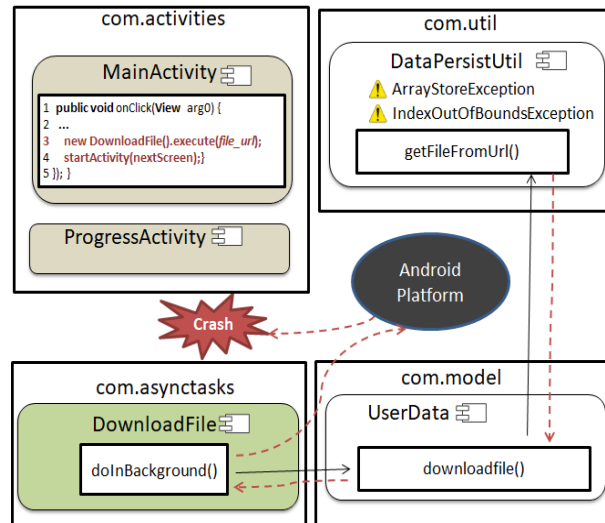 com.activities
MainActivity
1 public void onClick(View arg0) {
2 ...
3 new DownloadFile().execute(file_url);
4 startActivity(nextScreen);}
5 }); }
ProgressActivity
com.util
DataPersistUtil
ArrayStoreException
IndexOutOfBoundsException
getFileFromUrl()
Android
Platform
Crash
com.asynctasks
DownloadFile
doInBackground()
com.model
UserData
downloadfile()